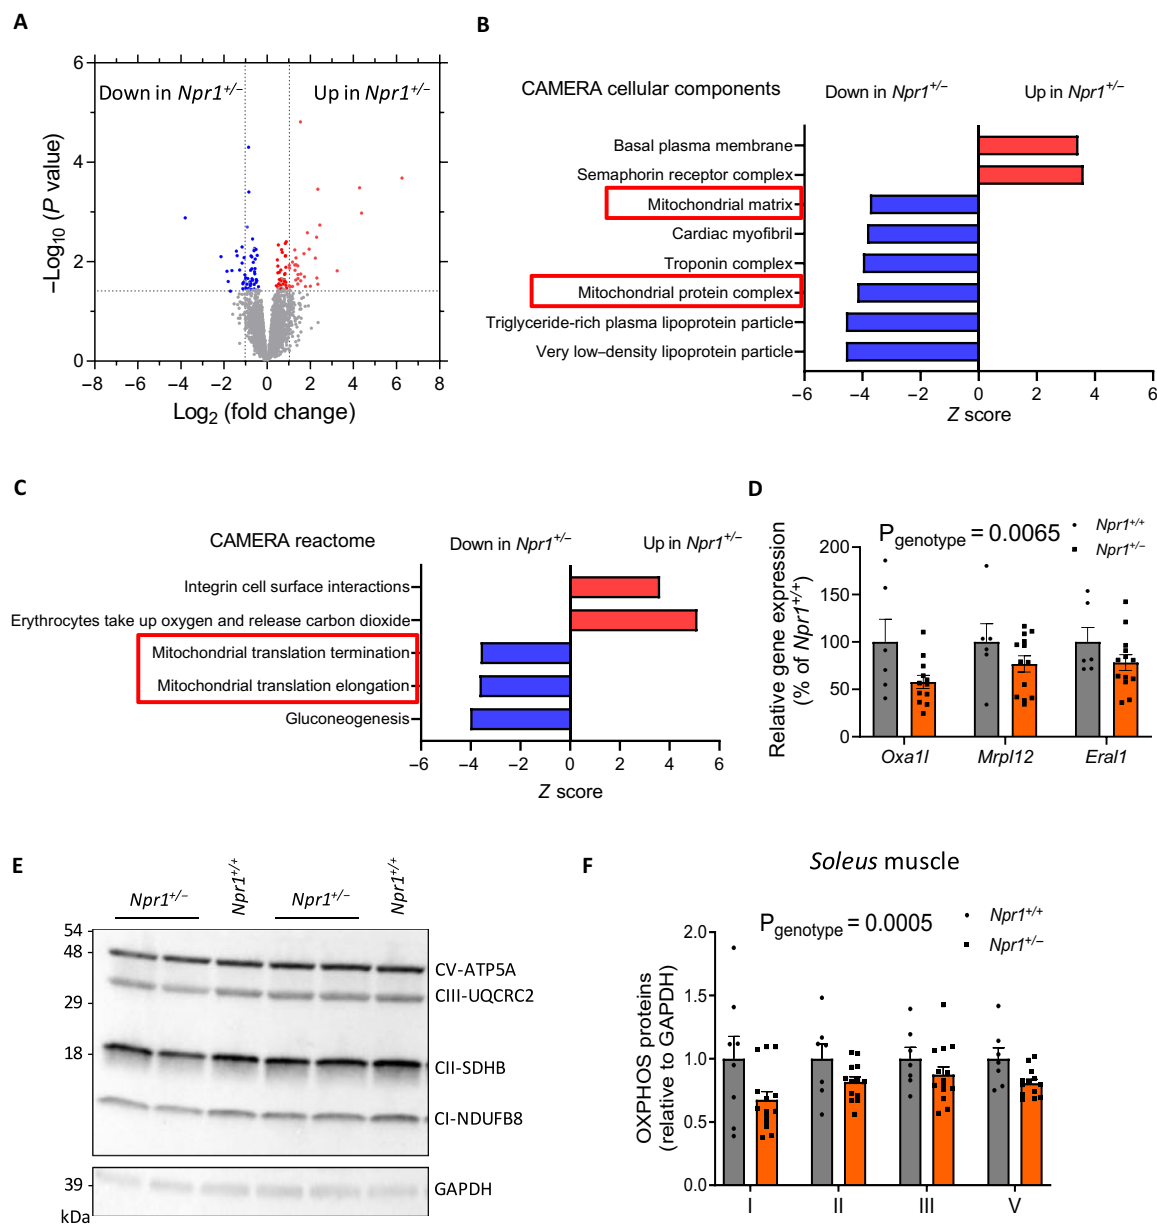 A
Down in Npr1+/–
Up in Npr1+/–
–Log10 (P value)
6
4
2
0
−8 −6 −4 −2 0 2 4 6 8
Log2 (fold change)
B
CAMERA cellular components
Down in Npr1+/–
Up in Npr1+/–
Basal plasma membrane
Semaphorin receptor complex
Mitochondrial matrix
Cardiac myofibril
Troponin complex
Mitochondrial protein complex
Triglyceride-rich plasma lipoprotein particle
Very low–density lipoprotein particle
−6 −4 −2 0 2 4 6
Z score
C
CAMERA reactome
Down in Npr1+/–
Up in Npr1+/–
Integrin cell surface interactions
Erythrocytes take up oxygen and release carbon dioxide
Mitochondrial translation termination
Mitochondrial translation elongation
Gluconeogenesis
−6 −4 −2 0 2 4 6
Z score
D
Pgenotype = 0.0065
Npr1+/+
Npr1+/–
Relative gene expression
(% of Npr1+/+)
200
150
100
50
0
Oxa1l Mrpl12 Eral1
E
Npr1+/–
Npr1+/+
Npr1+/–
Npr1+/+
54
48
29
18
CV-ATP5A
CIII-UQCRC2
CII-SDHB
CI-NDUFB8
39
kDa
GAPDH
F
Soleus muscle
Pgenotype = 0.0005
Npr1+/+
Npr1+/–
OXPHOS proteins
(relative to GAPDH)
2.0
1.5
1.0
0.5
0.0
I II III V